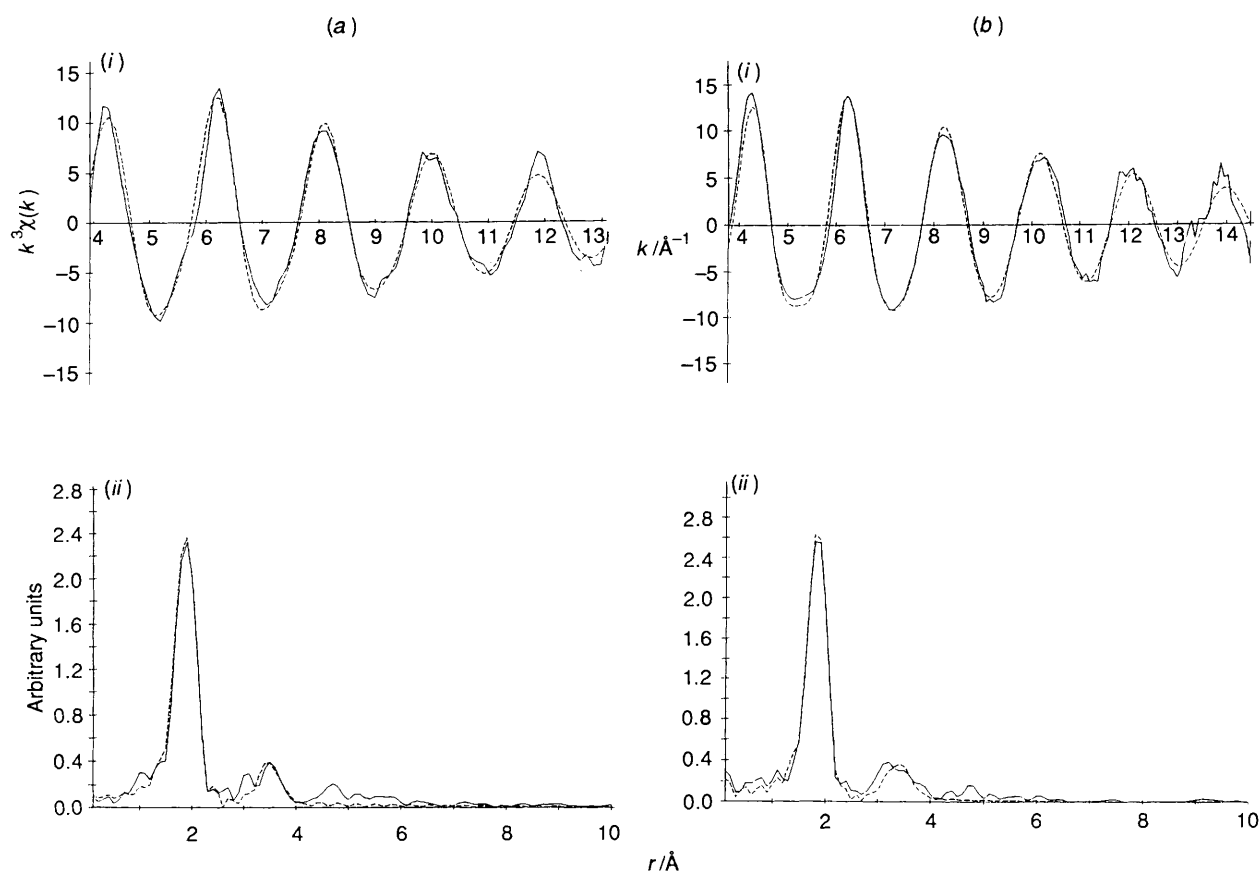 (a)
(b)
(i)
15
10
5
0
−5
−10
−15
k³χ(k)
4 5 6 7 8 9 10 11 12 13
k/Å⁻¹
(i)
15
10
5
0
−5
−10
−15
4 5 6 7 8 9 10 11 12 13 14
(ii)
2.8
2.4
2.0
1.6
1.2
0.8
0.4
0.0
Arbitrary units
2 4 6 8 10
(ii)
2.8
2.4
2.0
1.6
1.2
0.8
0.4
0.0
2 4 6 8 10
r/Å